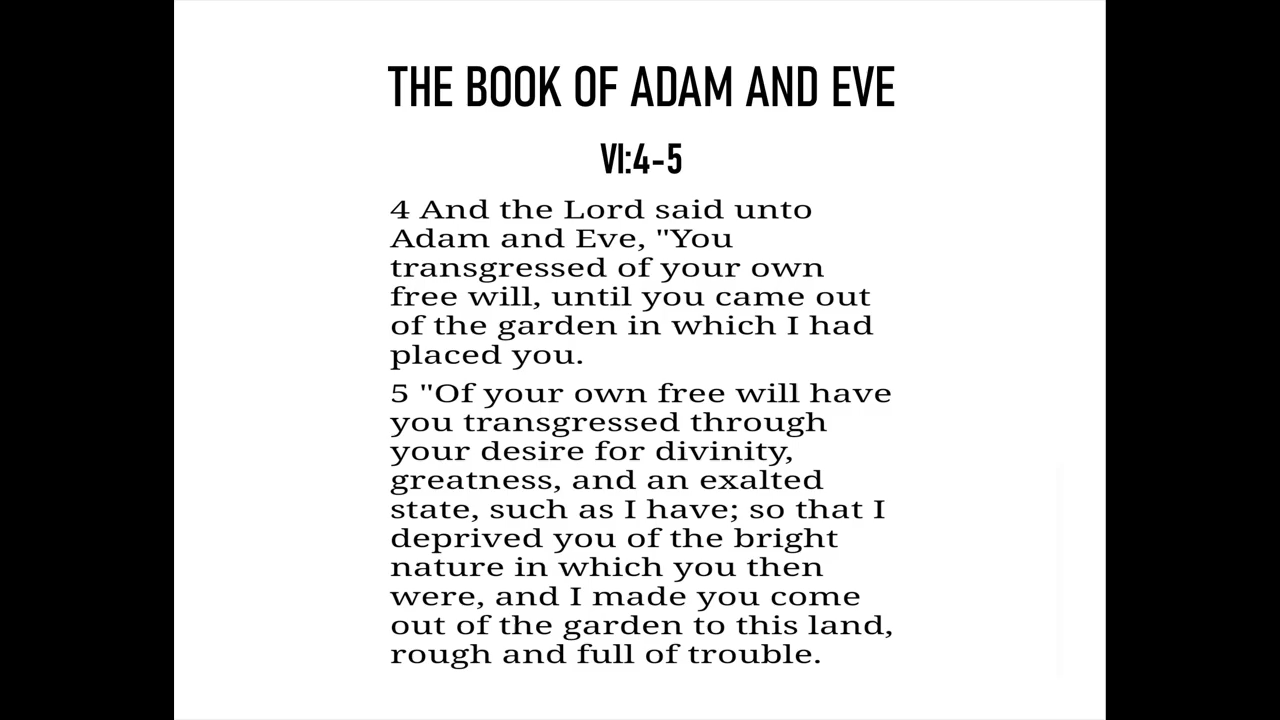 THE BOOK OF ADAM AND EVE
VI:4-5
4 And the Lord said unto
Adam and Eve, "You
transgressed of your own
free will, until you came out
of the garden in which I had
placed you.
5 "Of your own free will have
you transgressed through
your desire for divinity,
greatness, and an exalted
state, such as I have; so that I
deprived you of the bright
nature in which you then
were, and I made you come
out of the garden to this land,
rough and full of trouble.